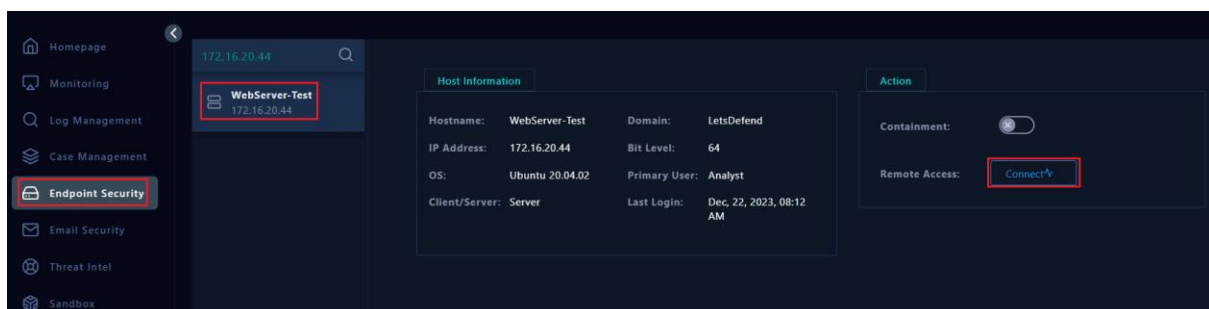 Homepage
Monitoring
Log Management
Case Management
Endpoint Security
Email Security
Threat Intel
Sandbox
172.16.20.44
WebServer-Test
172.16.20.44
Host Information
Hostname: WebServer-Test Domain: LetsDefend
IP Address: 172.16.20.44 Bit Level: 64
OS: Ubuntu 20.04.02 Primary User: Analyst
Client/Server: Server Last Login: Dec, 22, 2023, 08:12
AM
Action
Containment:
Remote Access: Connect